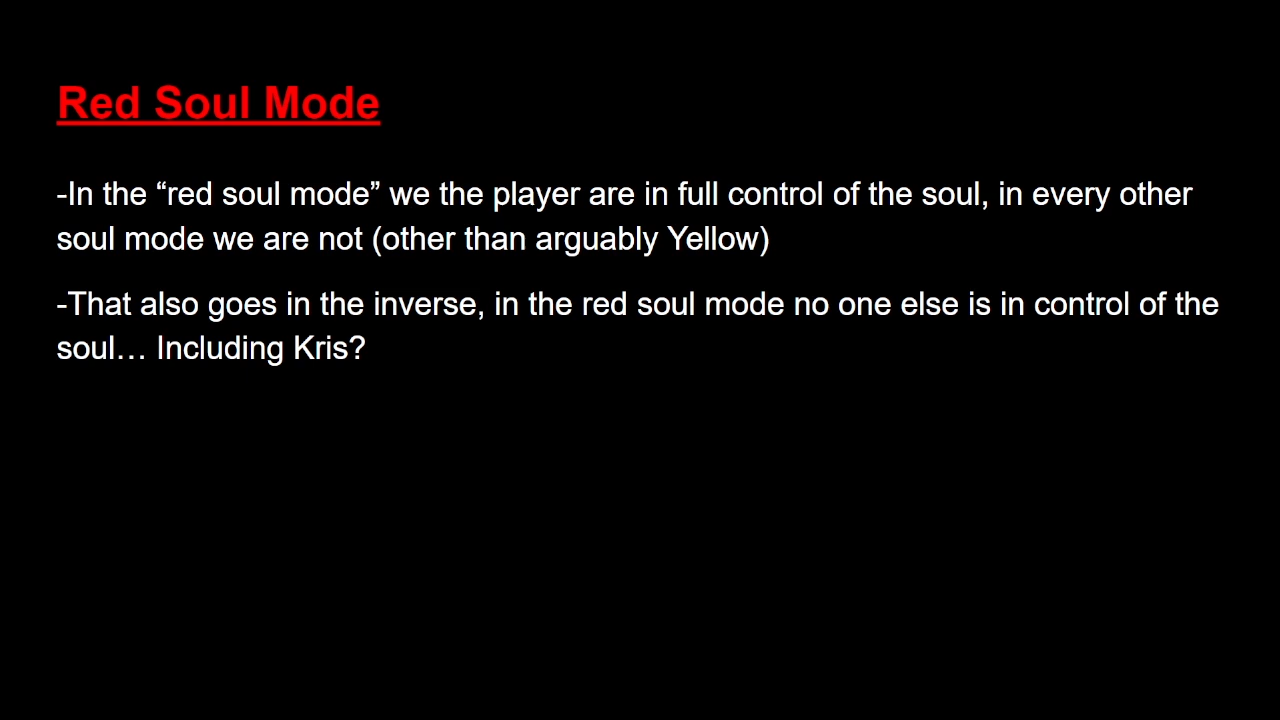 Red Soul Mode
-In the “red soul mode” we the player are in full control of the soul, in every other
soul mode we are not (other than arguably Yellow)
-That also goes in the inverse, in the red soul mode no one else is in control of the
soul… Including Kris?